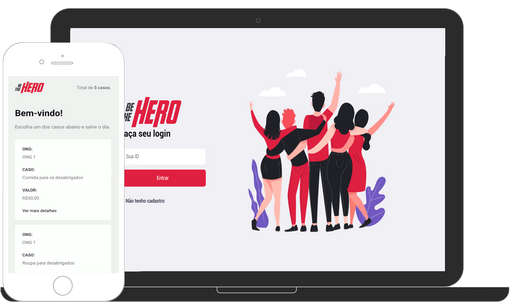 BE THE HERO
Total de 5 casos.
Bem-vindo!
Escolha um dos casos abaixo e salve o dia.
ONG:
ONG 1
CASO:
Comida para os desabrigados
VALOR:
R$50,00
Ver mais detalhes
ONG:
ONG 1
CASO:
Roupa para desabrigados
BE THE HERO
aça seu login
Sua ID
Entrar
Não tenho cadastro